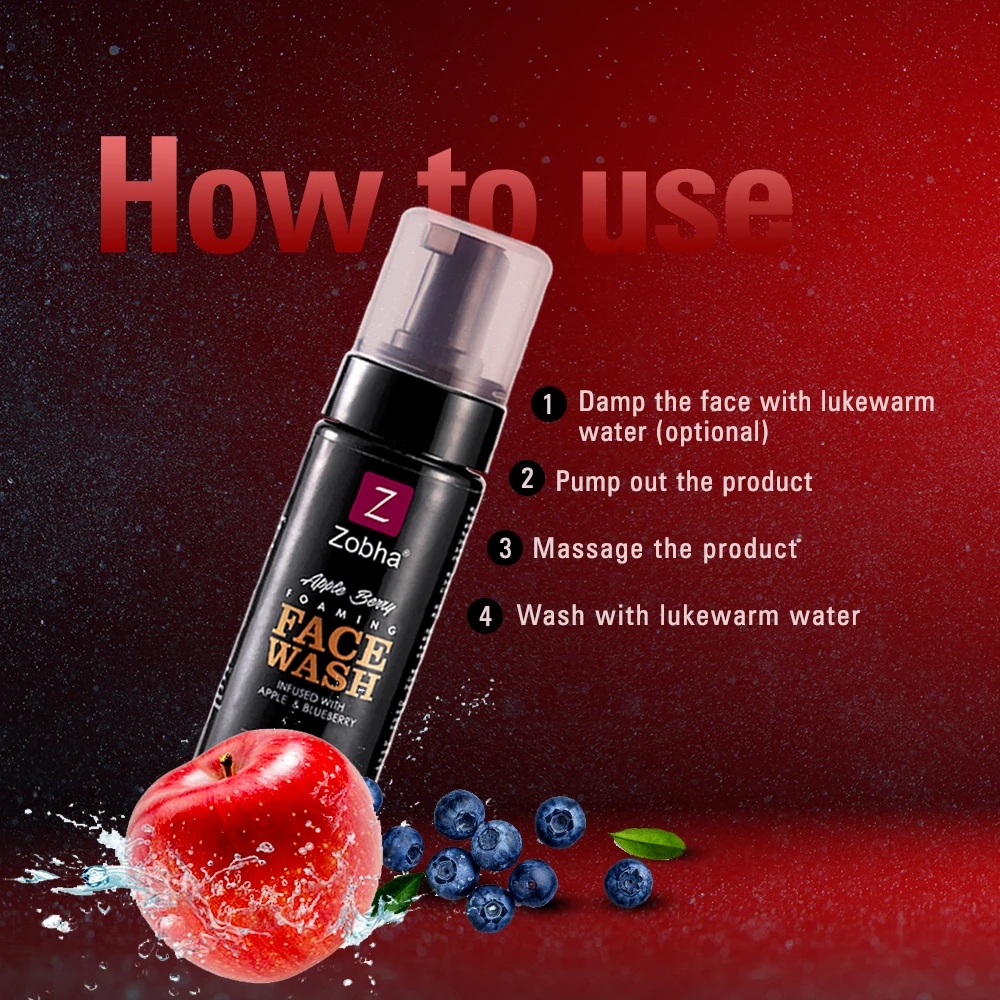 How to use
1 Damp the face with lukewarm
water (optional)
2 Pump out the product
3 Massage the product
4 Wash with lukewarm water
Z
Zobha®
Apple Berry
FOAMING
FACE
WASH
INFUSED WITH
APPLE & BLUEBERRY